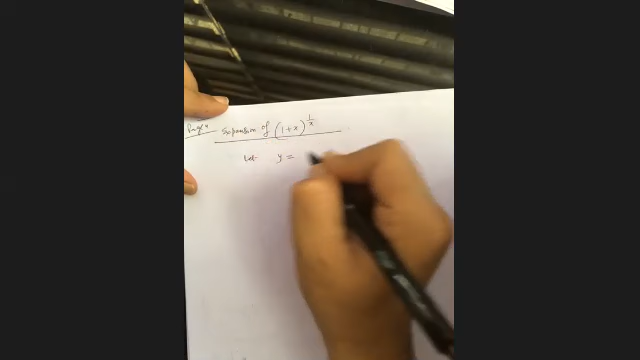 Expansion of (1+x)^{1/x}
Let y =